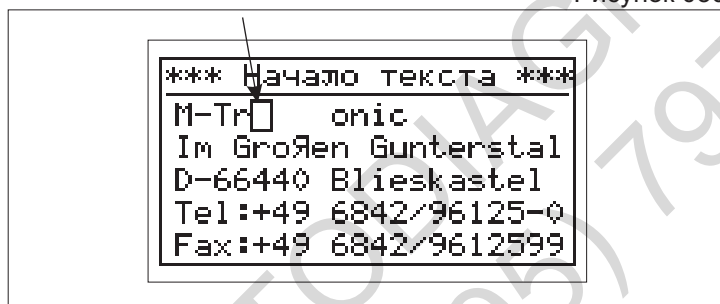 *** Начало текста ***
M-Tr□ onic
Im GroЯen Gunterstal
D-66440 Blieskastel
Tel:+49 6842/96125-0
Fax:+49 6842/9612599